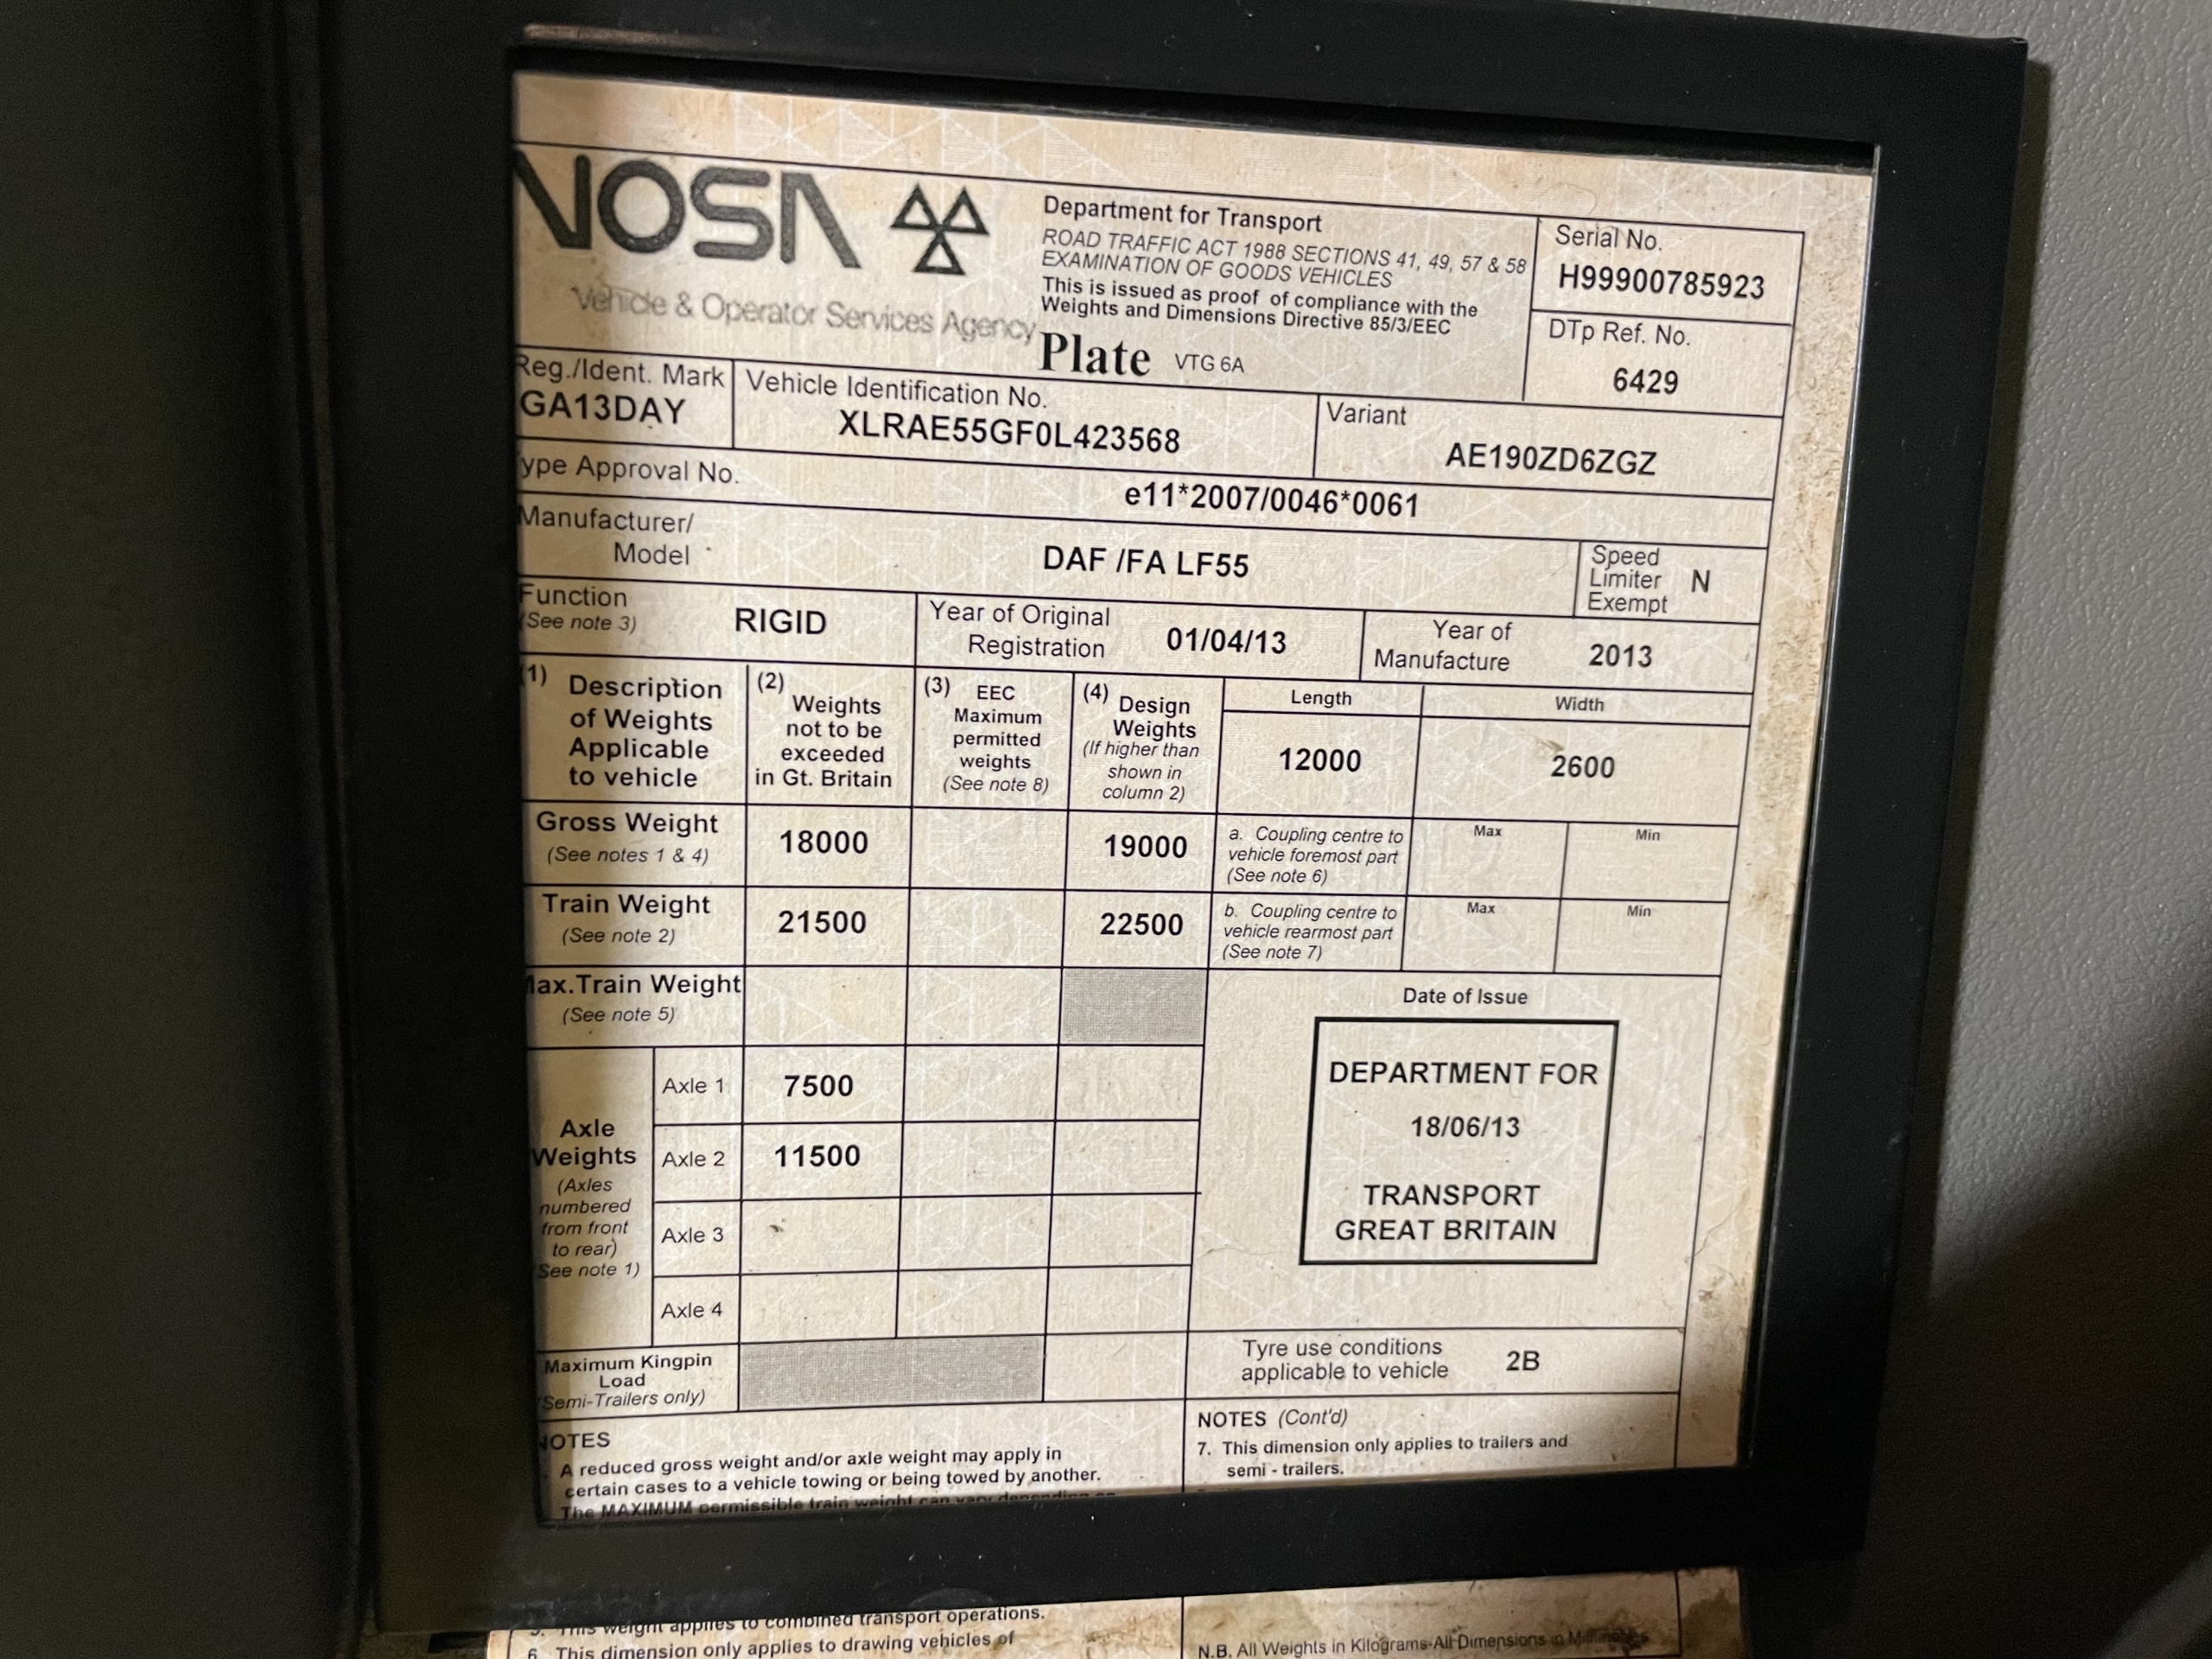 VOSA
Vehicle & Operator Services Agency
Department for Transport
ROAD TRAFFIC ACT 1988 SECTIONS 41, 49, 57 & 58
EXAMINATION OF GOODS VEHICLES
This is issued as proof of compliance with the
Weights and Dimensions Directive 85/3/EEC
Plate VTG 6A
Serial No.
H99900785923
DTp Ref. No.
6429
Reg./Ident. Mark
GA13DAY
Vehicle Identification No.
XLRAE55GF0L423568
Variant
AE190ZD6ZGZ
ype Approval No.
e11*2007/0046*0061
Manufacturer/
Model
DAF /FA LF55
Speed
Limiter
Exempt
N
Function
(See note 3)
RIGID
Year of Original
Registration
01/04/13
Year of
Manufacture
2013
(1) Description
of Weights
Applicable
to vehicle
(2) Weights
not to be
exceeded
in Gt. Britain
(3) EEC
Maximum
permitted
weights
(See note 8)
(4) Design
Weights
(If higher than
shown in
column 2)
Length
12000
Width
2600
Gross Weight
(See notes 1 & 4)
18000
19000
a. Coupling centre to
vehicle foremost part
(See note 6)
Max
Min
Train Weight
(See note 2)
21500
22500
b. Coupling centre to
vehicle rearmost part
(See note 7)
Max
Min
Max.Train Weight
(See note 5)
Date of Issue
DEPARTMENT FOR
18/06/13
TRANSPORT
GREAT BRITAIN
Axle
Weights
(Axles
numbered
from front
to rear)
(See note 1)
Axle 1
7500
Axle 2
11500
Axle 3
Axle 4
Maximum Kingpin
Load
(Semi-Trailers only)
Tyre use conditions
applicable to vehicle
2B
NOTES
A reduced gross weight and/or axle weight may apply in
certain cases to a vehicle towing or being towed by another.
The MAXIMUM permissible train weight can vary depending on
NOTES (Cont'd)
7. This dimension only applies to trailers and
semi - trailers.
5. This weight applies to combined transport operations.
6. This dimension only applies to drawing vehicles of
N.B. All Weights in Kilograms-All Dimensions in Millimetres